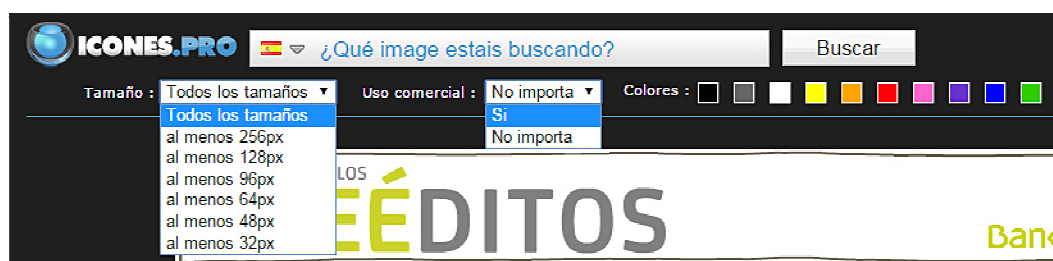 ICONES.PRO ¿Qué image estais buscando? Buscar
Tamaño : Todos los tamaños Uso comercial : No importa Colores :
Todos los tamaños
al menos 256px
al menos 128px
al menos 96px
al menos 64px
al menos 48px
al menos 32px
Si
No importa
LOS
EÉDITOS